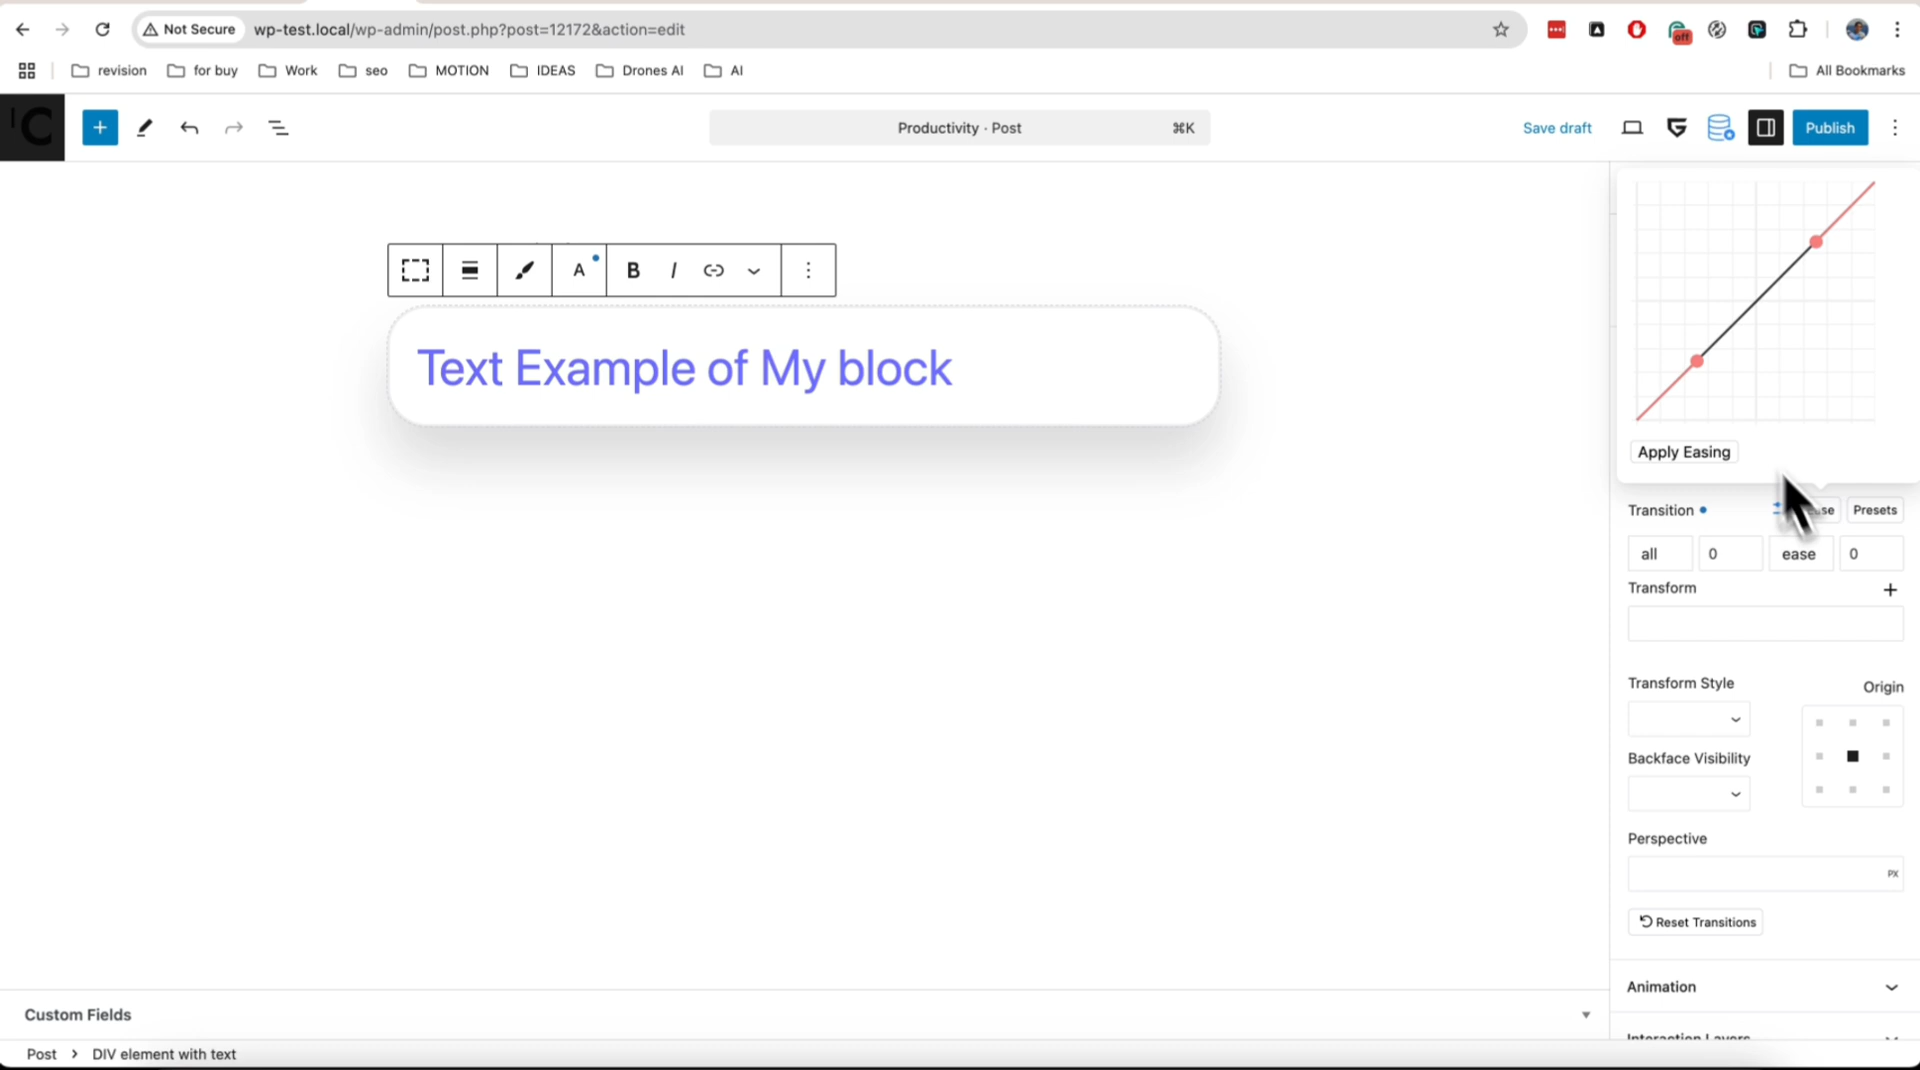 Not Secure wp-test.local/wp-admin/post.php?post=12172&action=edit
off
revision for buy Work seo MOTION IDEAS Drones AI AI All Bookmarks
Productivity · Post ⌘K Save draft Publish
A B I
Text Example of My block
Apply Easing
Transition Presets
all 0 ease 0
Transform
Transform Style Origin
Backface Visibility
Perspective
PX
Reset Transitions
Animation
Interaction Layers
Custom Fields
Post > DIV element with text